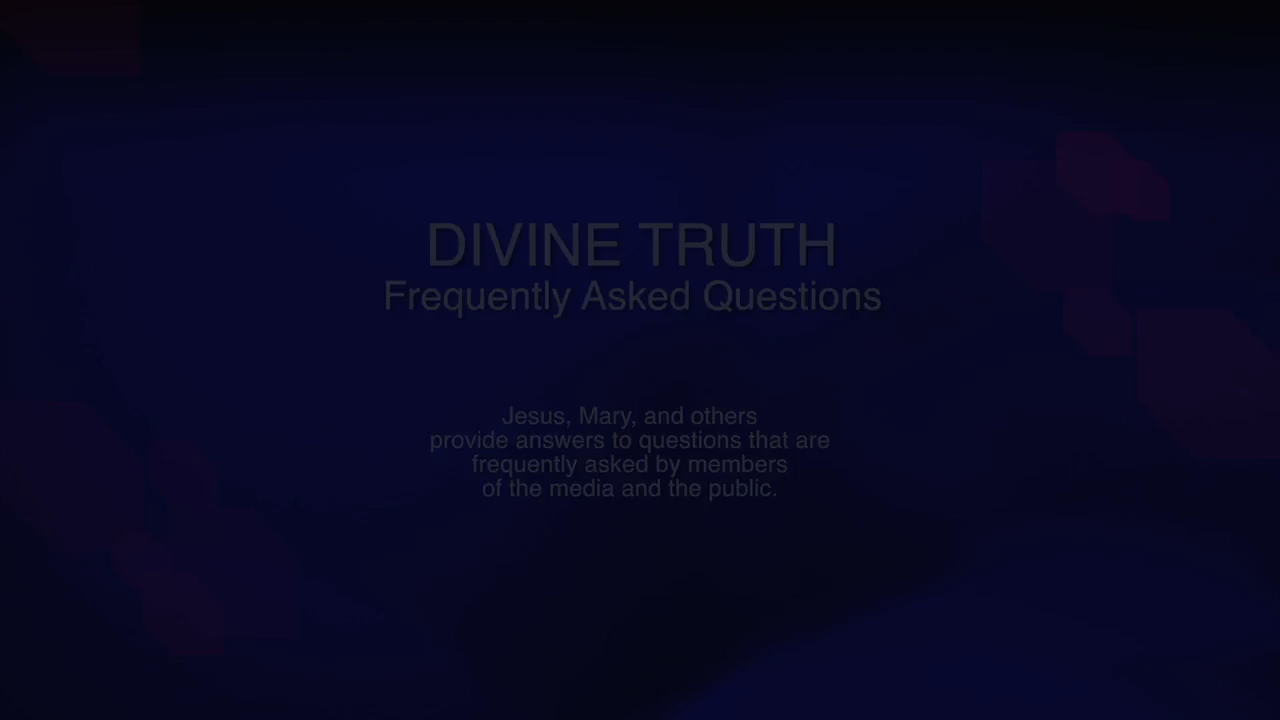 DIVINE TRUTH
Frequently Asked Questions
Jesus, Mary, and others
provide answers to questions that are
frequently asked by members
of the media and the public.